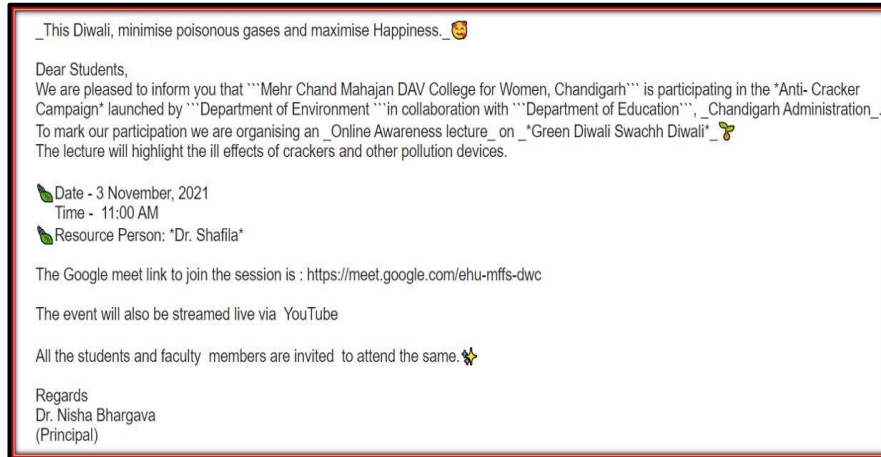 _This Diwali, minimise poisonous gases and maximise Happiness._🥰
Dear Students,
We are pleased to inform you that ```Mehr Chand Mahajan DAV College for Women, Chandigarh``` is participating in the *Anti- Cracker
Campaign* launched by ```Department of Environment ```in collaboration with ```Department of Education```, _Chandigarh Administration_.
To mark our participation we are organising an _Online Awareness lecture_ on _*Green Diwali Swachh Diwali*_🌱
The lecture will highlight the ill effects of crackers and other pollution devices.
Date - 3 November, 2021
Time - 11:00 AM
Resource Person: *Dr. Shafila*
The Google meet link to join the session is : https://meet.google.com/ehu-mffs-dwc
The event will also be streamed live via YouTube
All the students and faculty members are invited to attend the same.✨
Regards
Dr. Nisha Bhargava
(Principal)